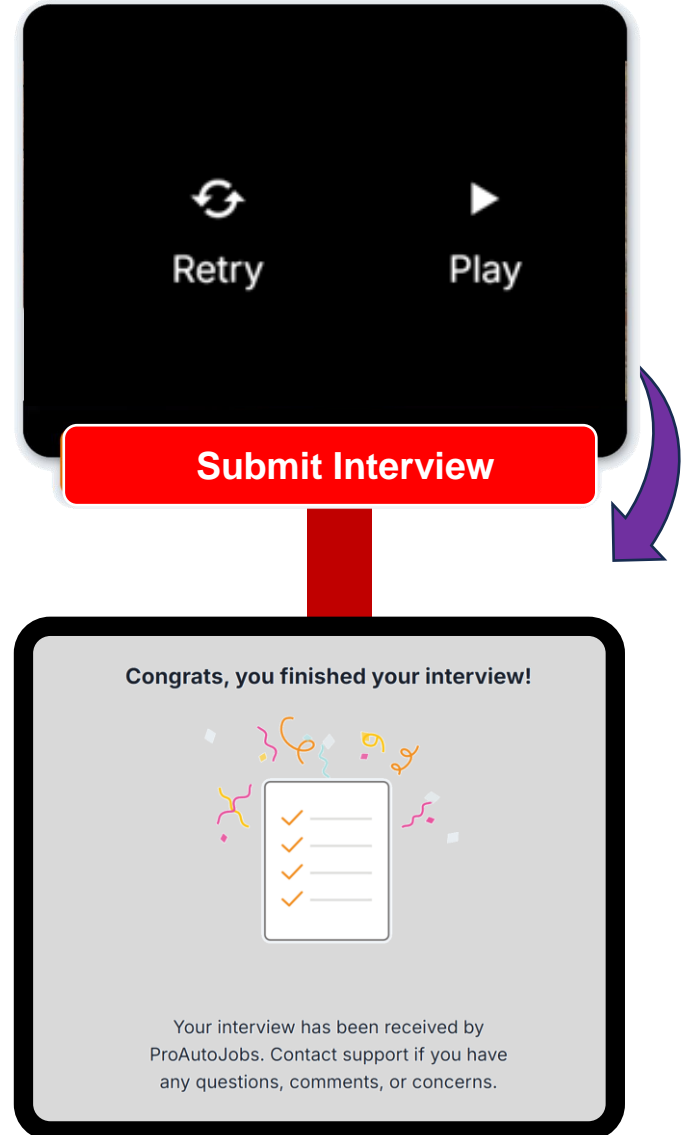 Retry Play
Submit Interview
Congrats, you finished your interview!
Your interview has been received by
ProAutoJobs. Contact support if you have
any questions, comments, or concerns.